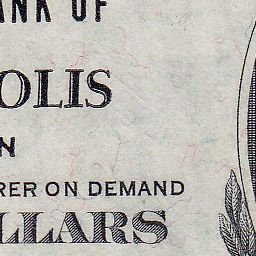 ANK OF
OLIS
N
RER ON DEMAND
LLARS